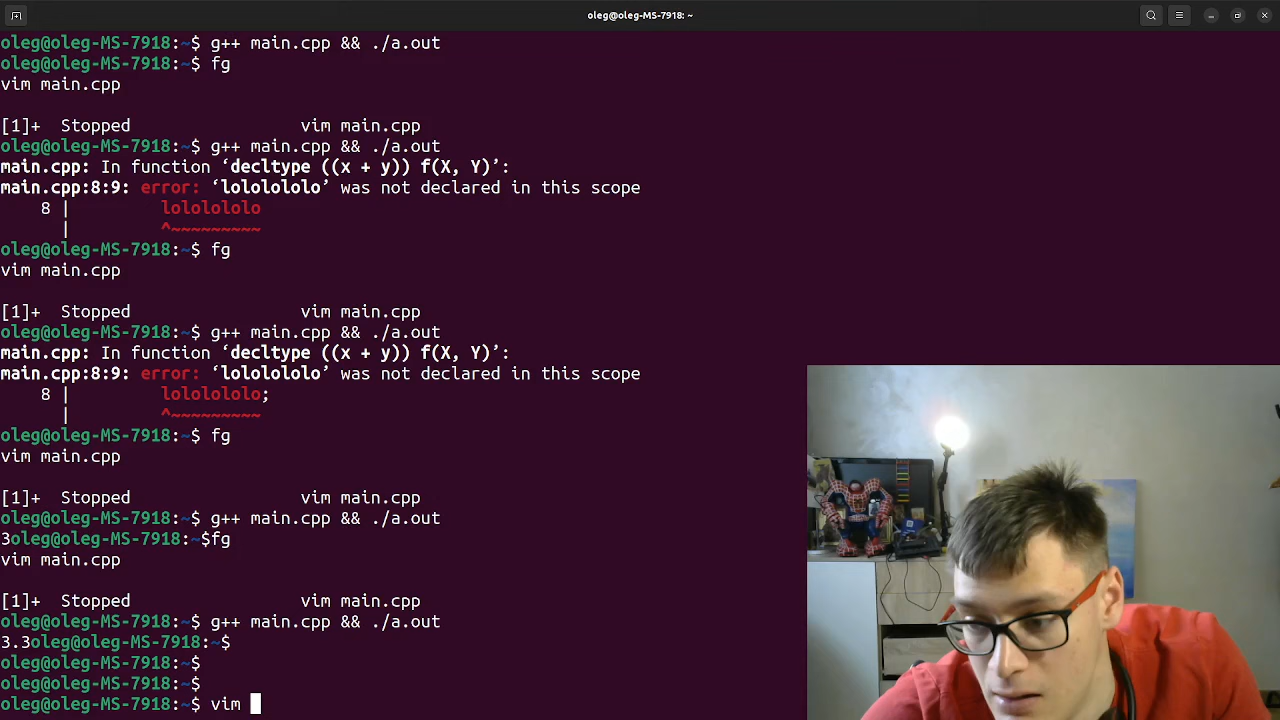 oleg@oleg-MS-7918: ~
oleg@oleg-MS-7918:~$ g++ main.cpp && ./a.out
oleg@oleg-MS-7918:~$ fg
vim main.cpp
[1]+  Stopped                 vim main.cpp
oleg@oleg-MS-7918:~$ g++ main.cpp && ./a.out
main.cpp: In function ‘decltype ((x + y)) f(X, Y)’:
main.cpp:8:9: error: ‘lolololololo’ was not declared in this scope
    8 |         lolololololo
      |         ^~~~~~~~~~
oleg@oleg-MS-7918:~$ fg
vim main.cpp
[1]+  Stopped                 vim main.cpp
oleg@oleg-MS-7918:~$ g++ main.cpp && ./a.out
main.cpp: In function ‘decltype ((x + y)) f(X, Y)’:
main.cpp:8:9: error: ‘lololololo’ was not declared in this scope
    8 |         lololololo;
      |         ^~~~~~~~~~
oleg@oleg-MS-7918:~$ fg
vim main.cpp
[1]+  Stopped                 vim main.cpp
oleg@oleg-MS-7918:~$ g++ main.cpp && ./a.out
3oleg@oleg-MS-7918:~$fg
vim main.cpp
[1]+  Stopped                 vim main.cpp
oleg@oleg-MS-7918:~$ g++ main.cpp && ./a.out
3.3oleg@oleg-MS-7918:~$
oleg@oleg-MS-7918:~$
oleg@oleg-MS-7918:~$
oleg@oleg-MS-7918:~$ vim